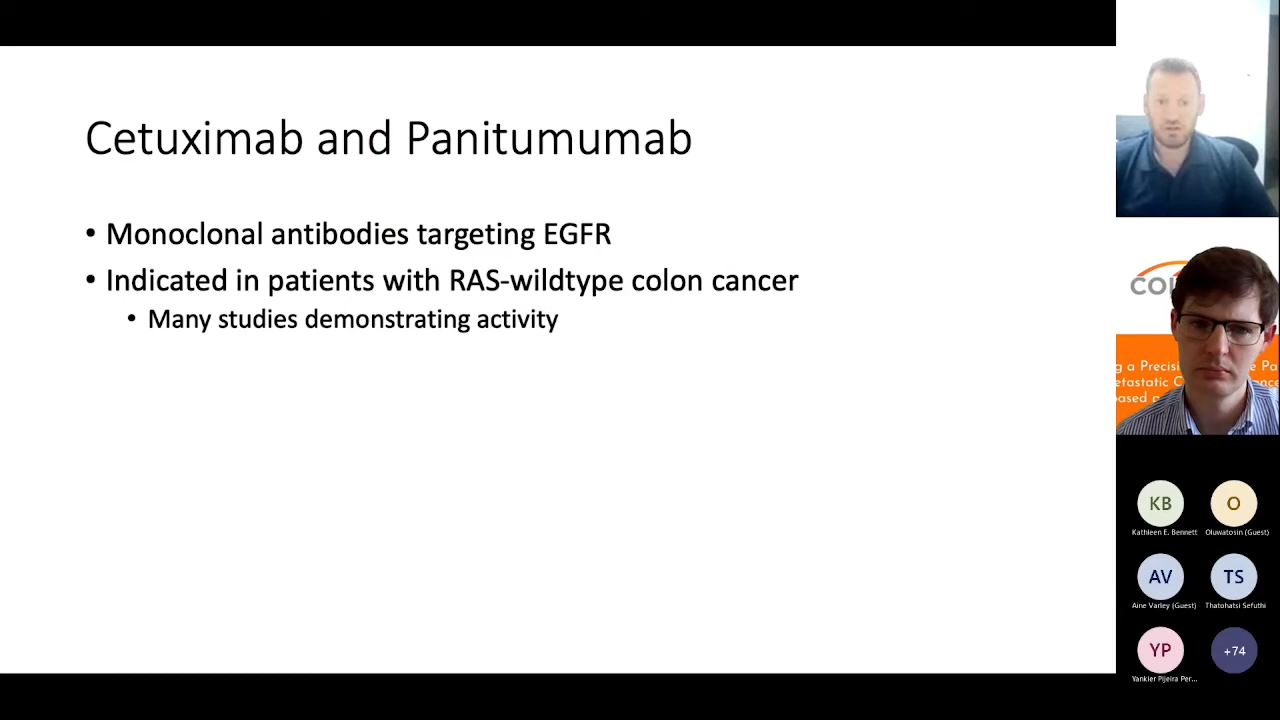 Cetuximab and Panitumumab
• Monoclonal antibodies targeting EGFR
• Indicated in patients with RAS-wildtype colon cancer
• Many studies demonstrating activity
KB
Kathleen E. Bennett
O
Oluwatosin (Guest)
AV
Aine Varley (Guest)
TS
Thatohatsi Sefuthi
YP
Yankier Pijeira Per...
+74